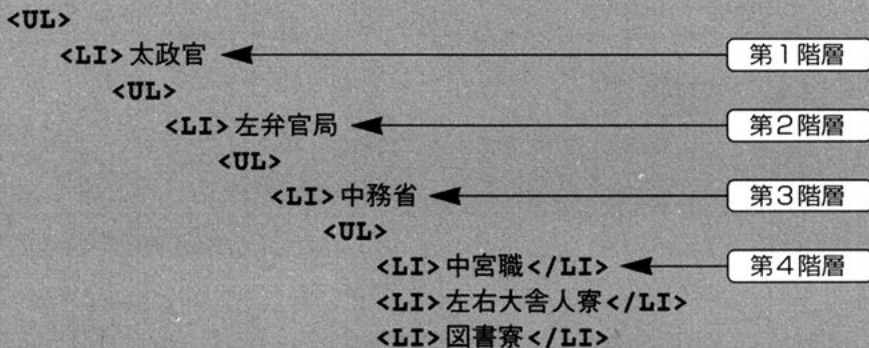 <UL>
<LI>太政官 第1階層
<UL>
<LI>左弁官局 第2階層
<UL>
<LI>中務省 第3階層
<UL>
<LI>中宮職</LI> 第4階層
<LI>左右大舎人寮</LI>
<LI>図書寮</LI>